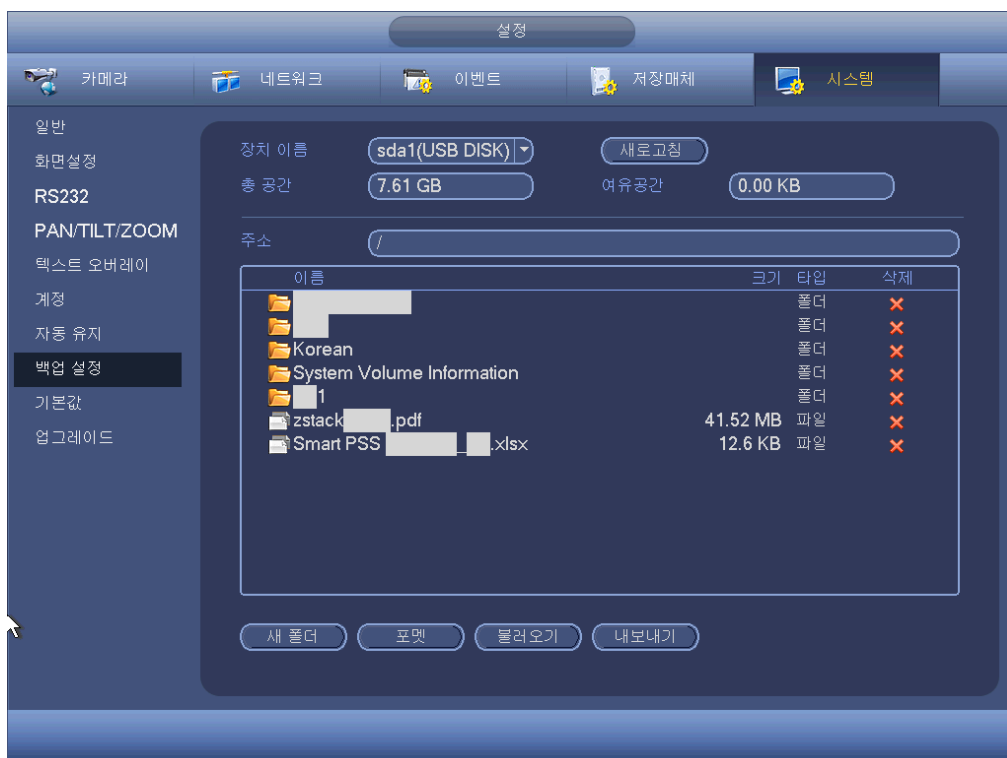 설정
카메라 네트워크 이벤트 저장매체 시스템
일반
화면설정
RS232
PAN/TILT/ZOOM
텍스트 오버레이
계정
자동 유지
백업 설정
기본값
업그레이드
장치 이름 sda1(USB DISK) 새로고침
총 공간 7.61 GB 여유공간 0.00 KB
주소 /
이름 크기 타입 삭제
폴더
폴더
Korean 폴더
System Volume Information 폴더
1 폴더
zstack .pdf 41.52 MB 파일
Smart PSS _ .xlsx 12.6 KB 파일
새 폴더 포멧 불러오기 내보내기